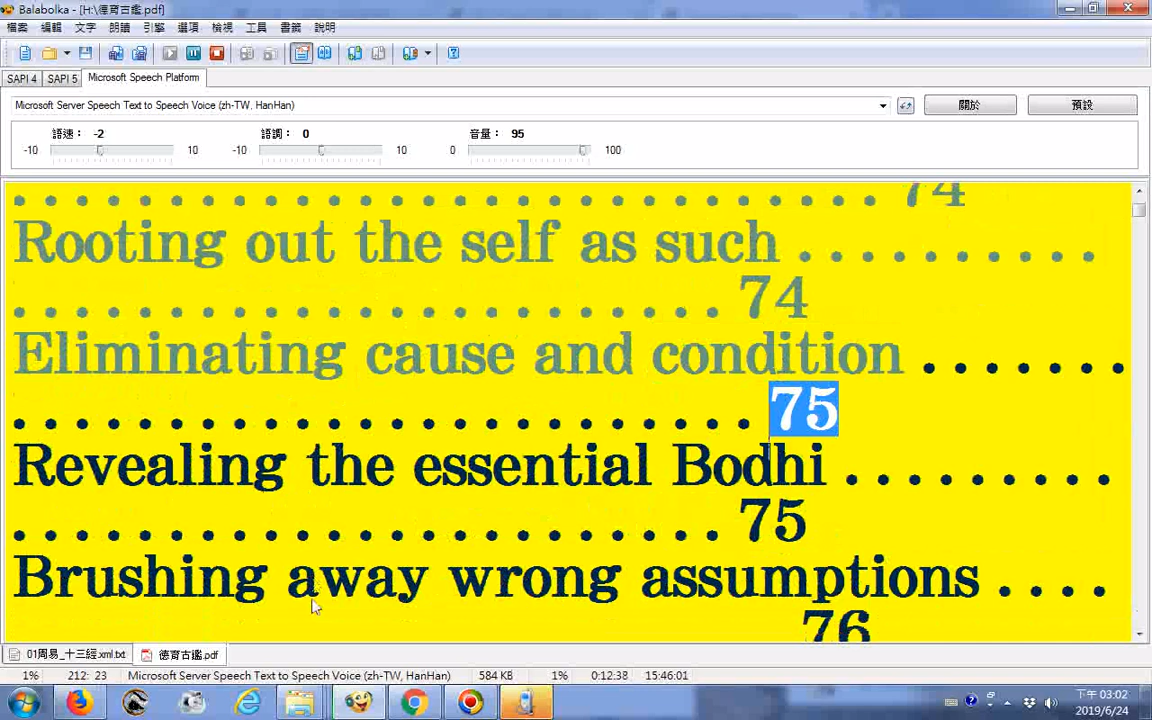 Balabolka - [H:\德育古鑑.pdf]
檔案 編輯 文字 朗讀 引擎 選項 檢視 工具 書籤 說明
SAPI 4 SAPI 5 Microsoft Speech Platform
Microsoft Server Speech Text to Speech Voice (zh-TW, HanHan) 關於 預設
語速： -2 語調： 0 音量： 95
-10 10 -10 10 0 100
. . . . . . . . . . . . . . . . . . . . . . . . . . . . . . . . . . . . . . . . . 74
Rooting out the self as such . . . . . . . . . .
. . . . . . . . . . . . . . . . . . . . . . . . . . . . . . . . . . 74
Eliminating cause and condition . . . . . . .
. . . . . . . . . . . . . . . . . . . . . . . . . . . . . . . . . . . 75
Revealing the essential Bodhi . . . . . . . . .
. . . . . . . . . . . . . . . . . . . . . . . . . . . . . . . . . . 75
Brushing away wrong assumptions . . . .
76
01周易_十三經.xml.txt 德育古鑑.pdf
1% 212: 23 Microsoft Server Speech Text to Speech Voice (zh-TW, HanHan) 584 KB 1% 0:12:38 15:46:01
下午 03:02
2019/6/24